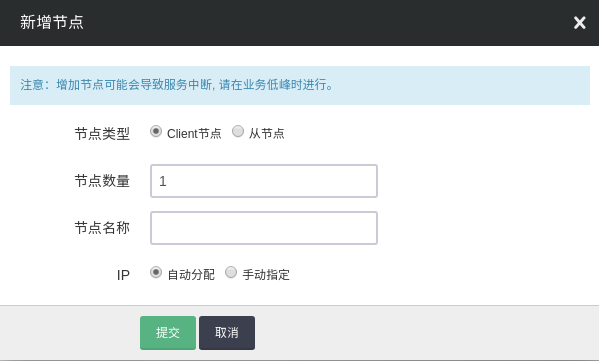 新增节点
注意：增加节点可能会导致服务中断, 请在业务低峰时进行。
节点类型 Client节点 从节点
节点数量 1
节点名称
IP 自动分配 手动指定
提交 取消